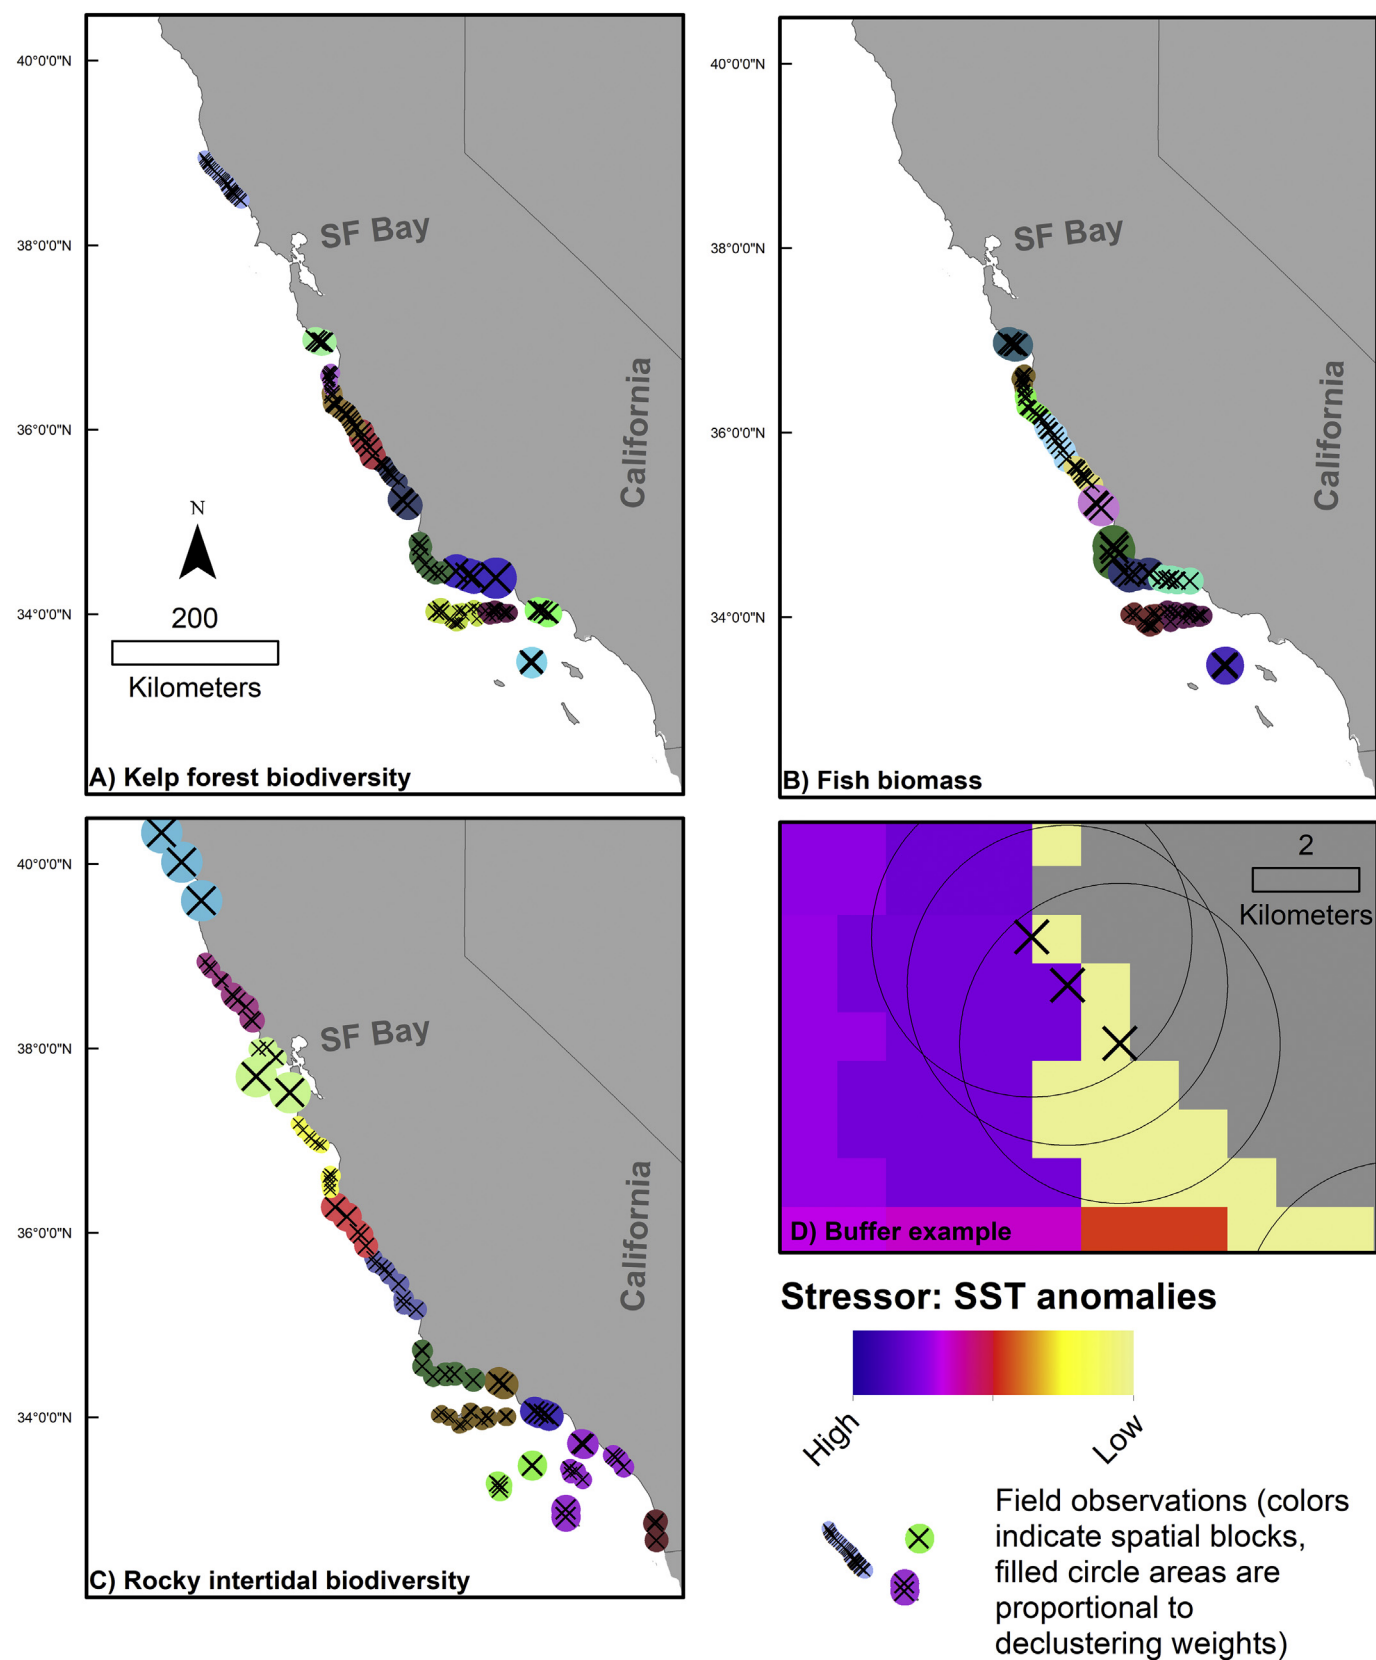 40°0'0"N
38°0'0"N
36°0'0"N
34°0'0"N
SF Bay
California
N
200
Kilometers
A) Kelp forest biodiversity
40°0'0"N
38°0'0"N
36°0'0"N
34°0'0"N
SF Bay
California
B) Fish biomass
40°0'0"N
38°0'0"N
36°0'0"N
34°0'0"N
SF Bay
California
C) Rocky intertidal biodiversity
2
Kilometers
D) Buffer example
Stressor: SST anomalies
High
Low
Field observations (colors
indicate spatial blocks,
filled circle areas are
proportional to
declustering weights)